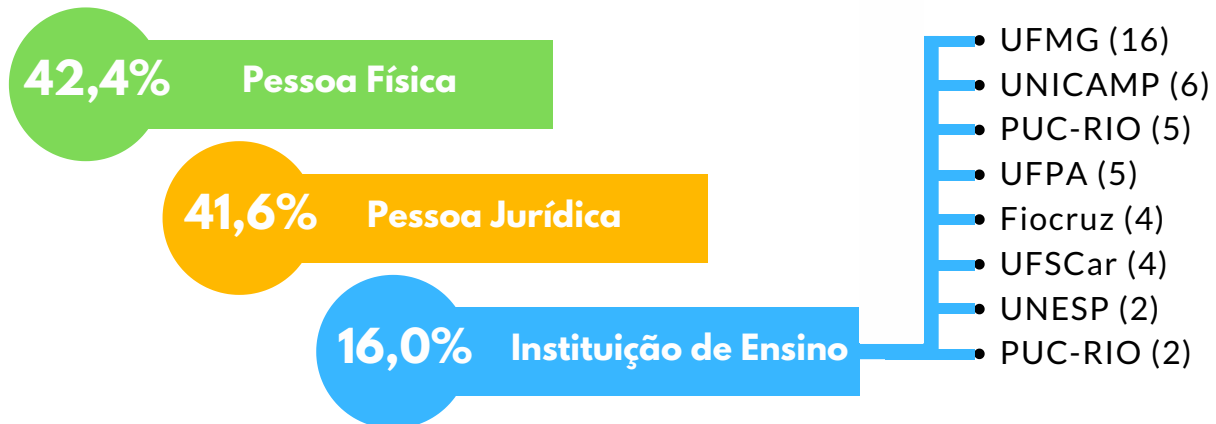 42,4% Pessoa Física
41,6% Pessoa Jurídica
16,0% Instituição de Ensino
• UFMG (16)
• UNICAMP (6)
• PUC-RIO (5)
• UFPA (5)
• Fiocruz (4)
• UFSCar (4)
• UNESP (2)
• PUC-RIO (2)